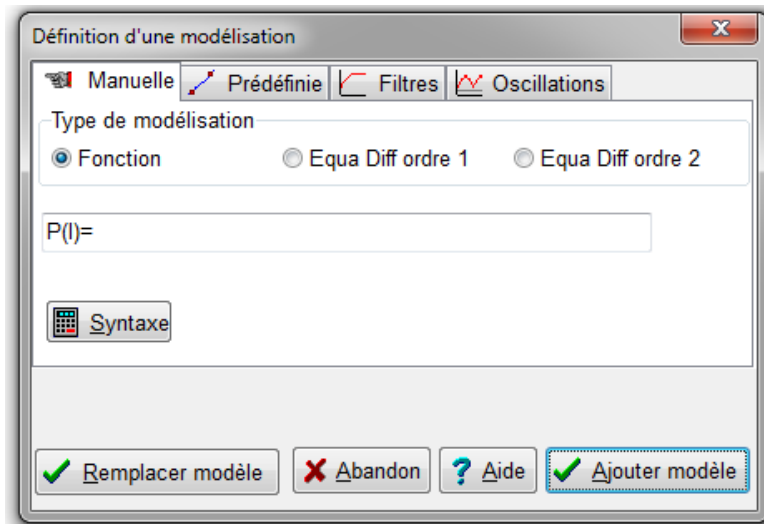 Définition d'une modélisation
Manuelle Prédéfinie Filtres Oscillations
Type de modélisation
Fonction Equa Diff ordre 1 Equa Diff ordre 2
P(I)=
Syntaxe
Remplacer modèle Abandon ? Aide Ajouter modèle